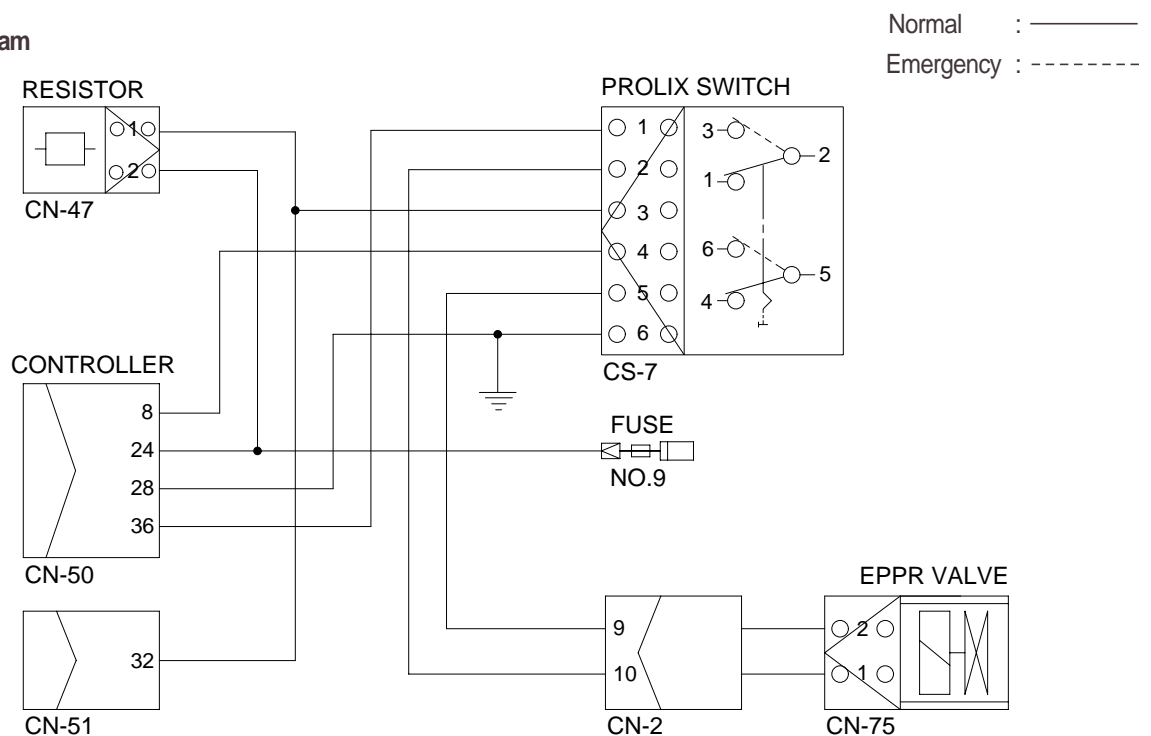 am
Normal :
Emergency :
RESISTOR
1
2
CN-47
PROLIX SWITCH
1
2
3
4
5
6
3
2
1
6
5
4
CS-7
CONTROLLER
8
24
28
36
CN-50
FUSE
NO.9
32
CN-51
9
10
CN-2
EPPR VALVE
2
1
CN-75